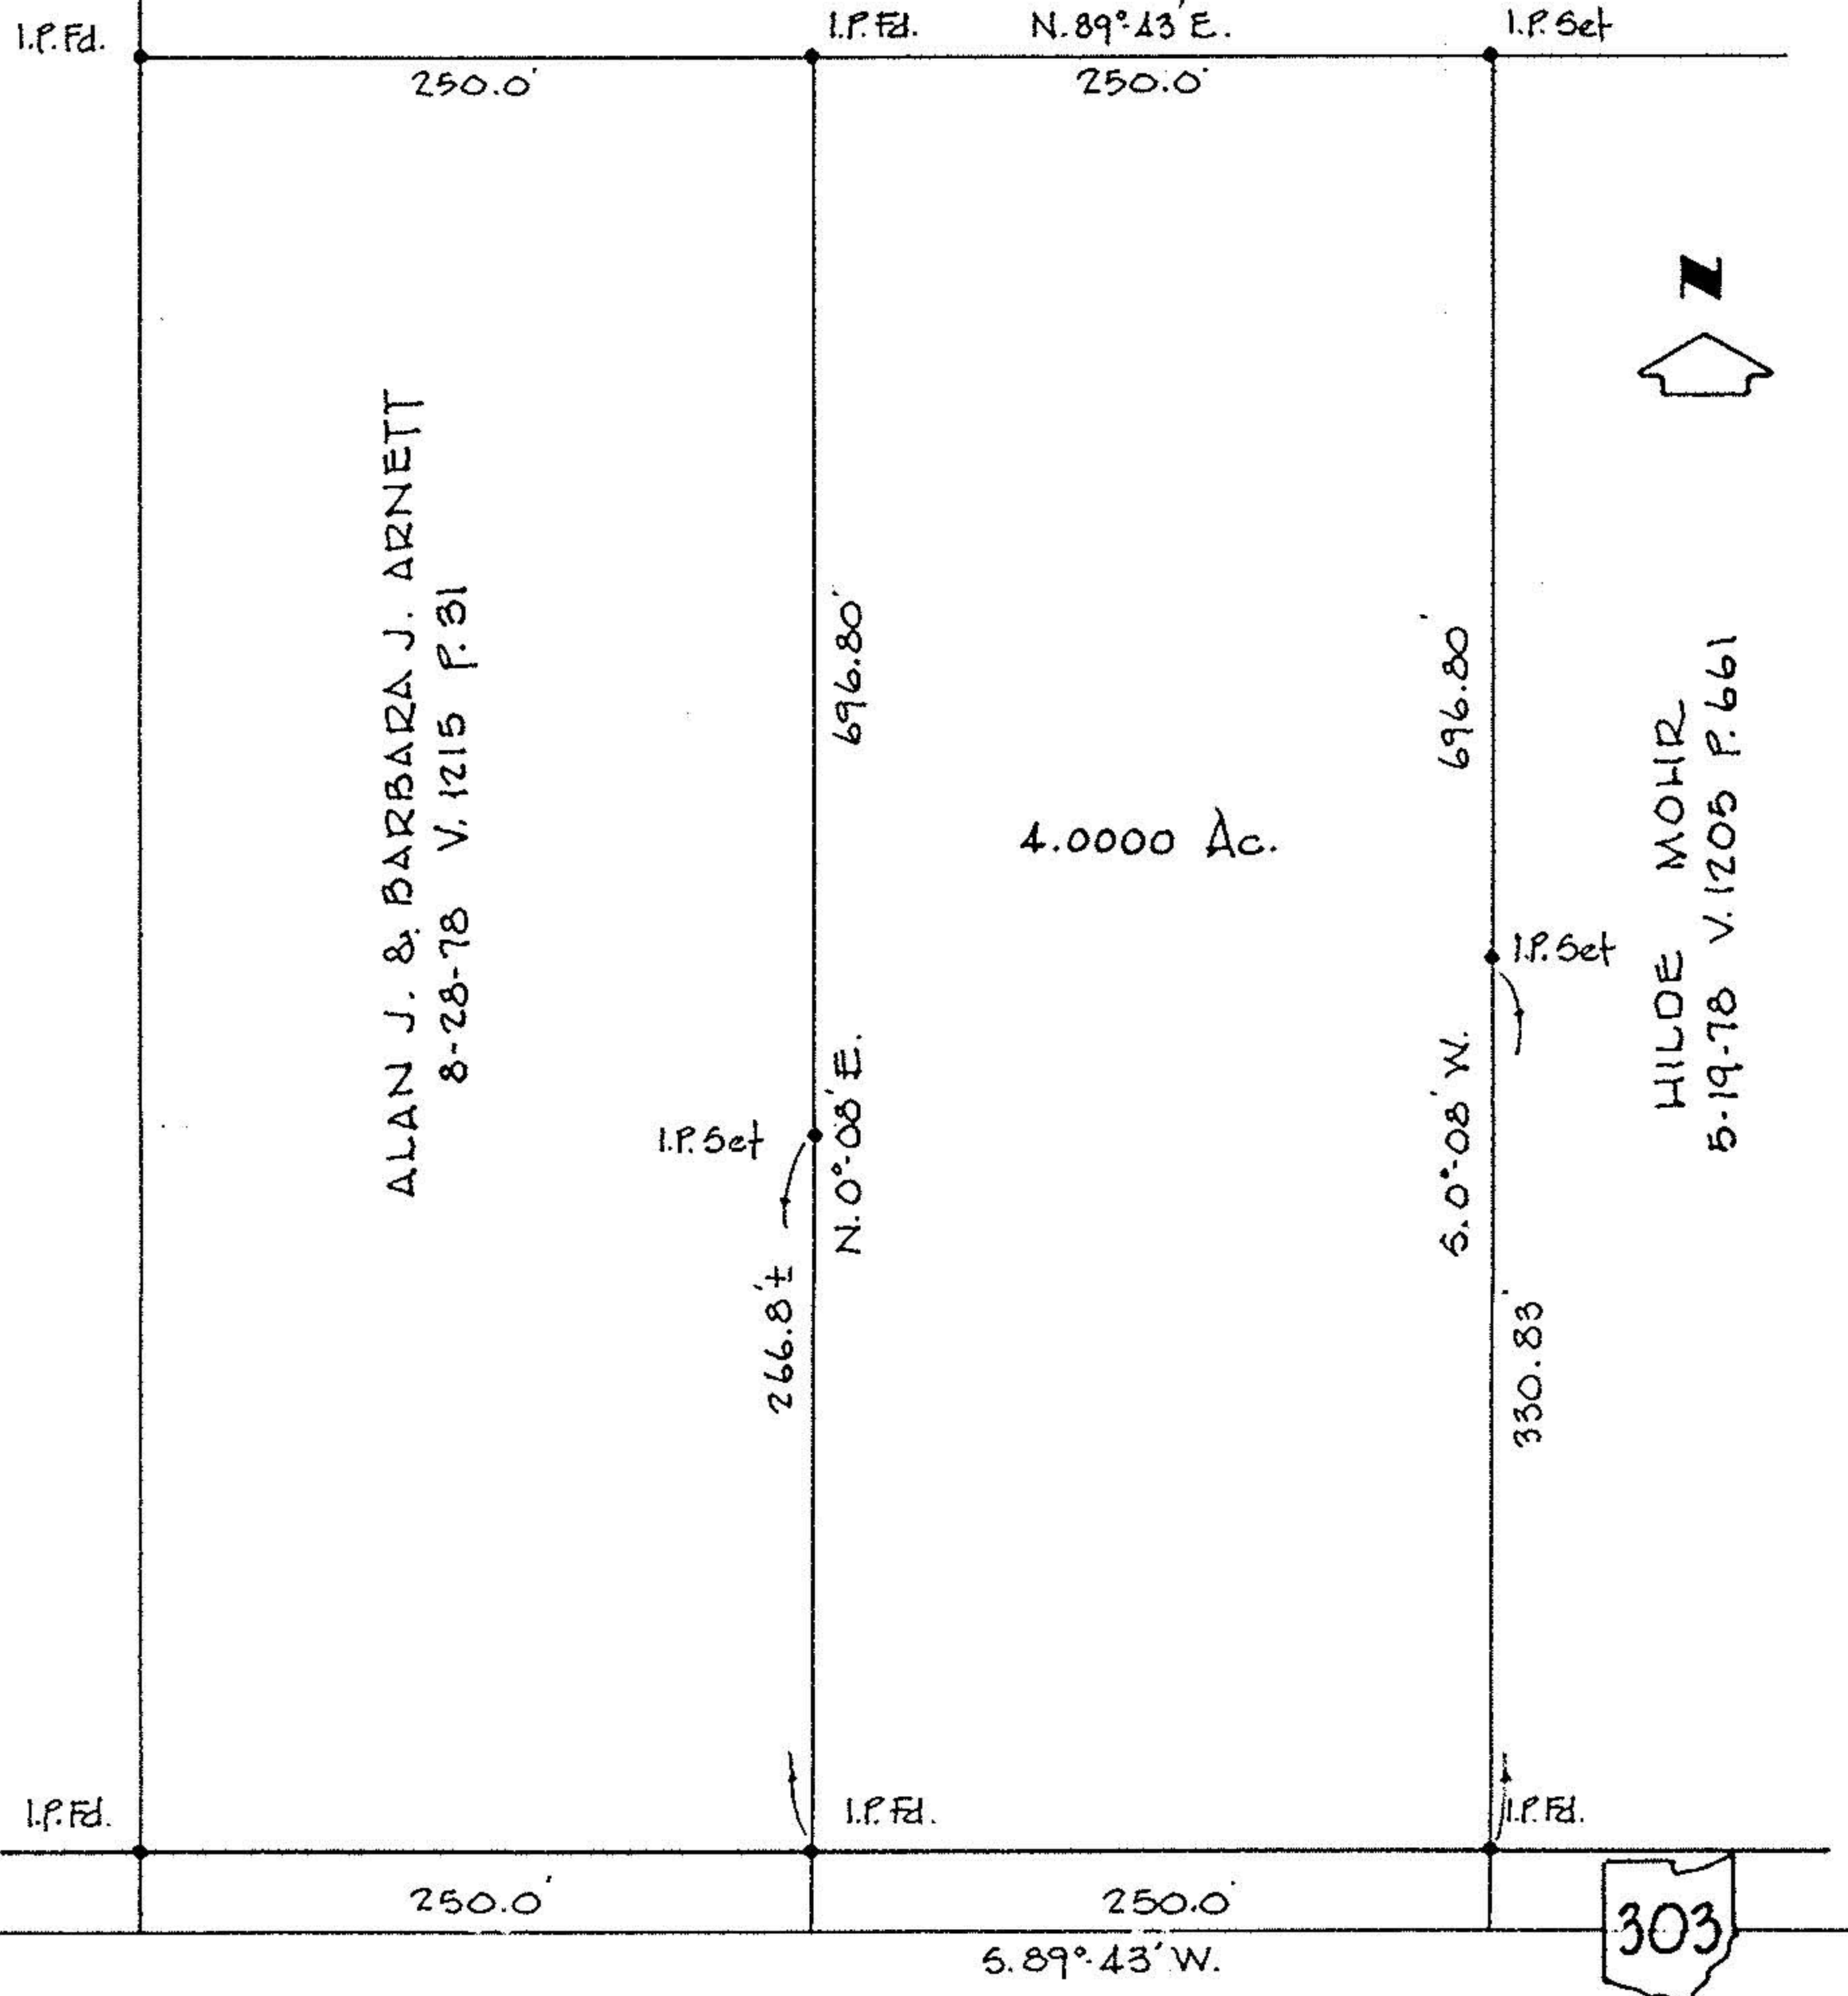 I.P. Fd.
I.P. Fd.
N. 89°-43' E.
I.P. Set
250.0'
250.0'
N
ALAN J. & BARBARA J. ARNETT
8-28-78 V. 1215 P. 31
696.80'
696.80'
4.0000 Ac.
HILDE MOHR
5-19-78 V. 1205 P. 661
I.P. Set
I.P. Set
N. 0°-08' E.
S. 0°-08' W.
266.8'±
330.83'
I.P. Fd.
I.P. Fd.
I.P. Fd.
250.0'
250.0'
303
S. 89°-43' W.